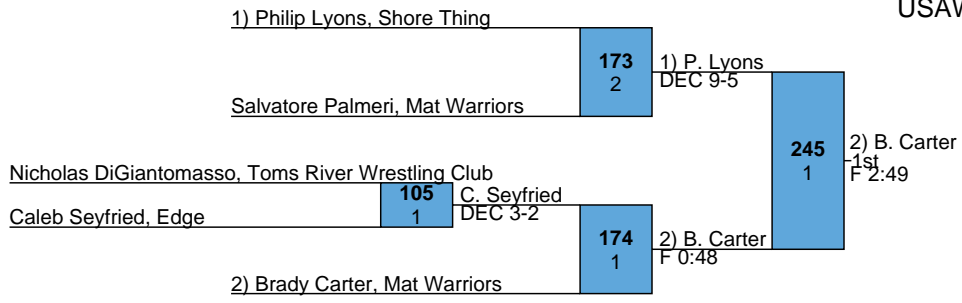 USAW
1) Philip Lyons, Shore Thing
173
2
1) P. Lyons
DEC 9-5
Salvatore Palmeri, Mat Warriors
245
1
2) B. Carter
1st
F 2:49
Nicholas DiGiantomasso, Toms River Wrestling Club
105
1
C. Seyfried
DEC 3-2
Caleb Seyfried, Edge
174
1
2) B. Carter
F 0:48
2) Brady Carter, Mat Warriors